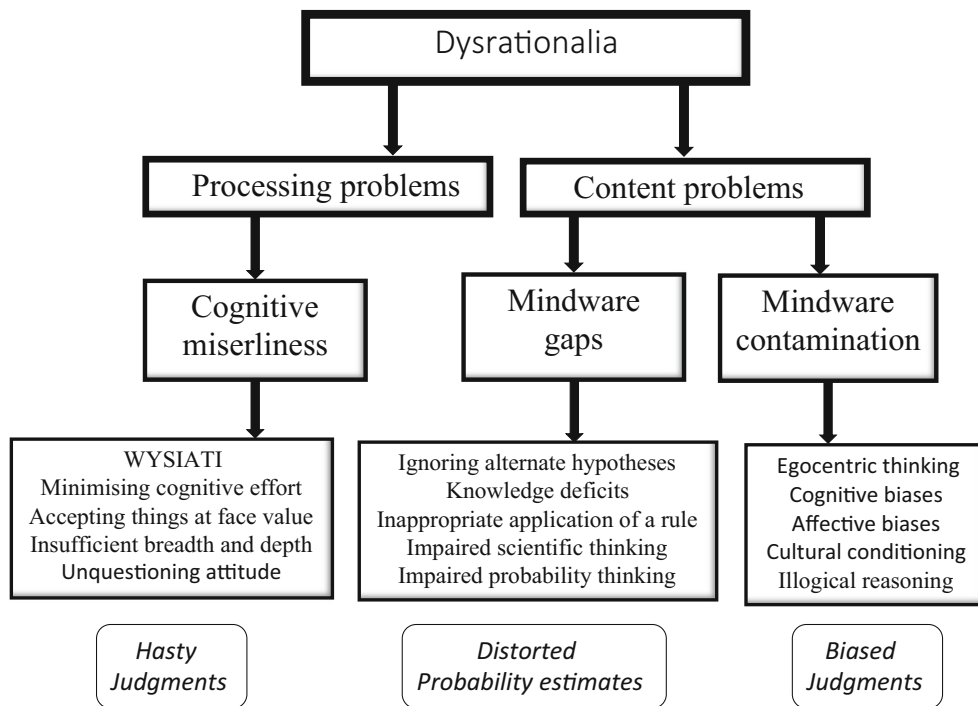 Dysrationalia
Processing problems
Content problems
Cognitive
miserliness
Mindware
gaps
Mindware
contamination
WYSIATI
Minimising cognitive effort
Accepting things at face value
Insufficient breadth and depth
Unquestioning attitude
Ignoring alternate hypotheses
Knowledge deficits
Inappropriate application of a rule
Impaired scientific thinking
Impaired probability thinking
Egocentric thinking
Cognitive biases
Affective biases
Cultural conditioning
Illogical reasoning
Hasty
Judgments
Distorted
Probability estimates
Biased
Judgments